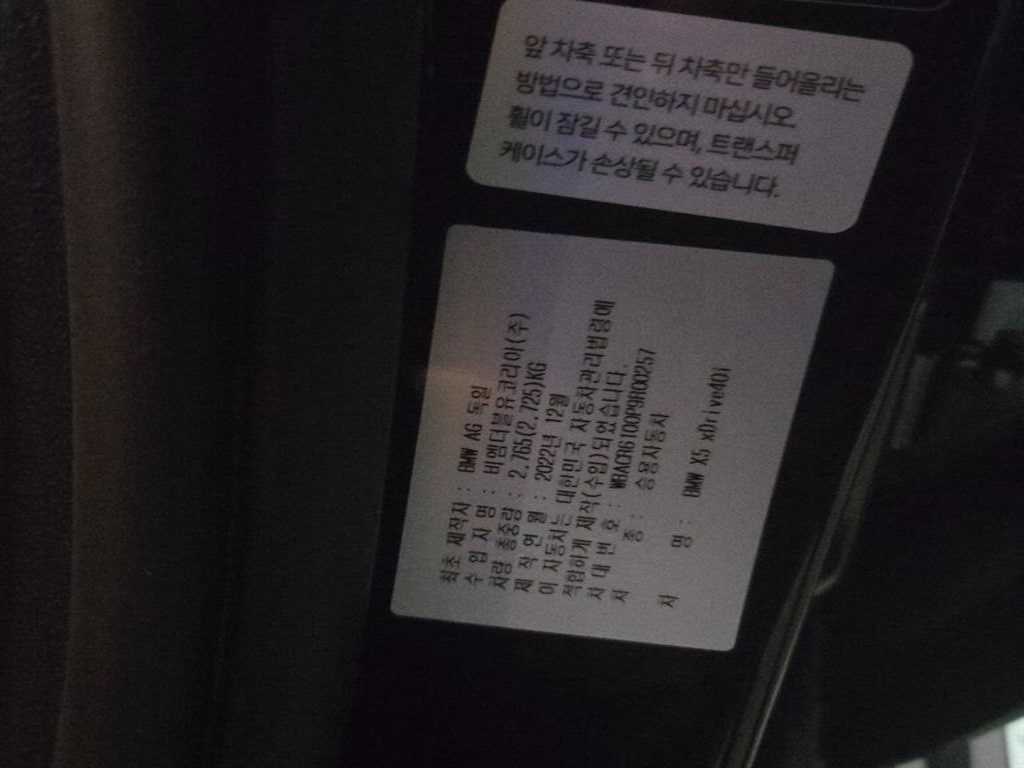 앞 차축 또는 뒤 차축만 들어올리는
방법으로 견인하지 마십시오.
휠이 잠길 수 있으며, 트랜스퍼
케이스가 손상될 수 있습니다.
최초 제작자 : BMW AG 독일
수 입 자 명 : 비엠더블유코리아(주)
차량 총중량 : 2,765(2,725)KG
제 작 연 월 : 2022년 12월
이 자동차는 대한민국 자동차관리법령에
적합하게 제작(수입)되었습니다.
차 대 번 호 :
차 종 : 승용자동차
차 명 : BMW X5 xDrive40i